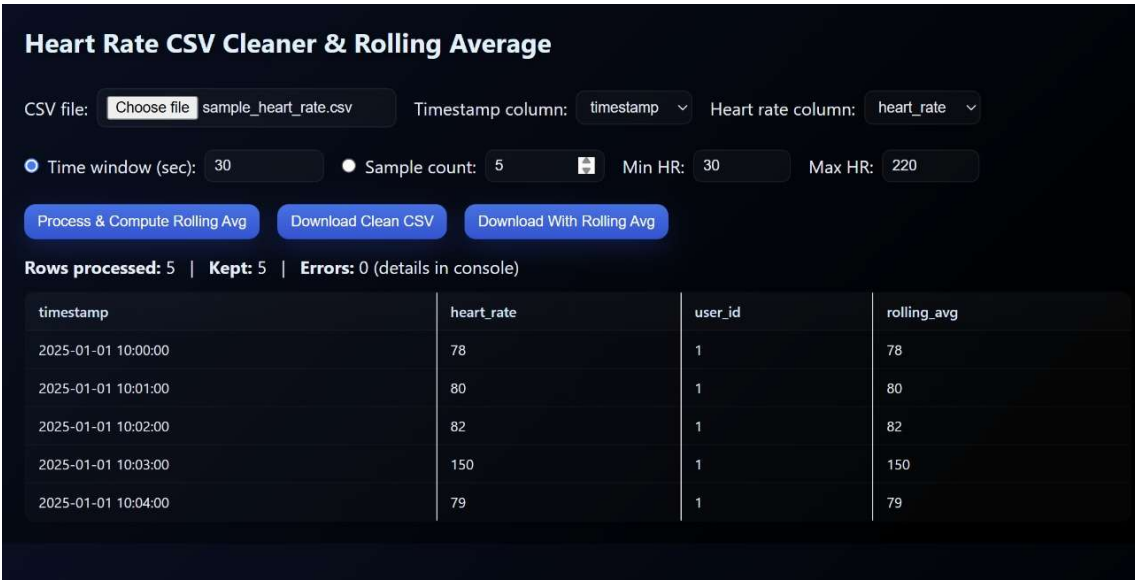 Heart Rate CSV Cleaner & Rolling Average
CSV file: Choose file sample_heart_rate.csv Timestamp column: timestamp Heart rate column: heart_rate
Time window (sec): 30 Sample count: 5 Min HR: 30 Max HR: 220
Process & Compute Rolling Avg Download Clean CSV Download With Rolling Avg
Rows processed: 5 | Kept: 5 | Errors: 0 (details in console)
timestamp heart_rate user_id rolling_avg
2025-01-01 10:00:00 78 1 78
2025-01-01 10:01:00 80 1 80
2025-01-01 10:02:00 82 1 82
2025-01-01 10:03:00 150 1 150
2025-01-01 10:04:00 79 1 79